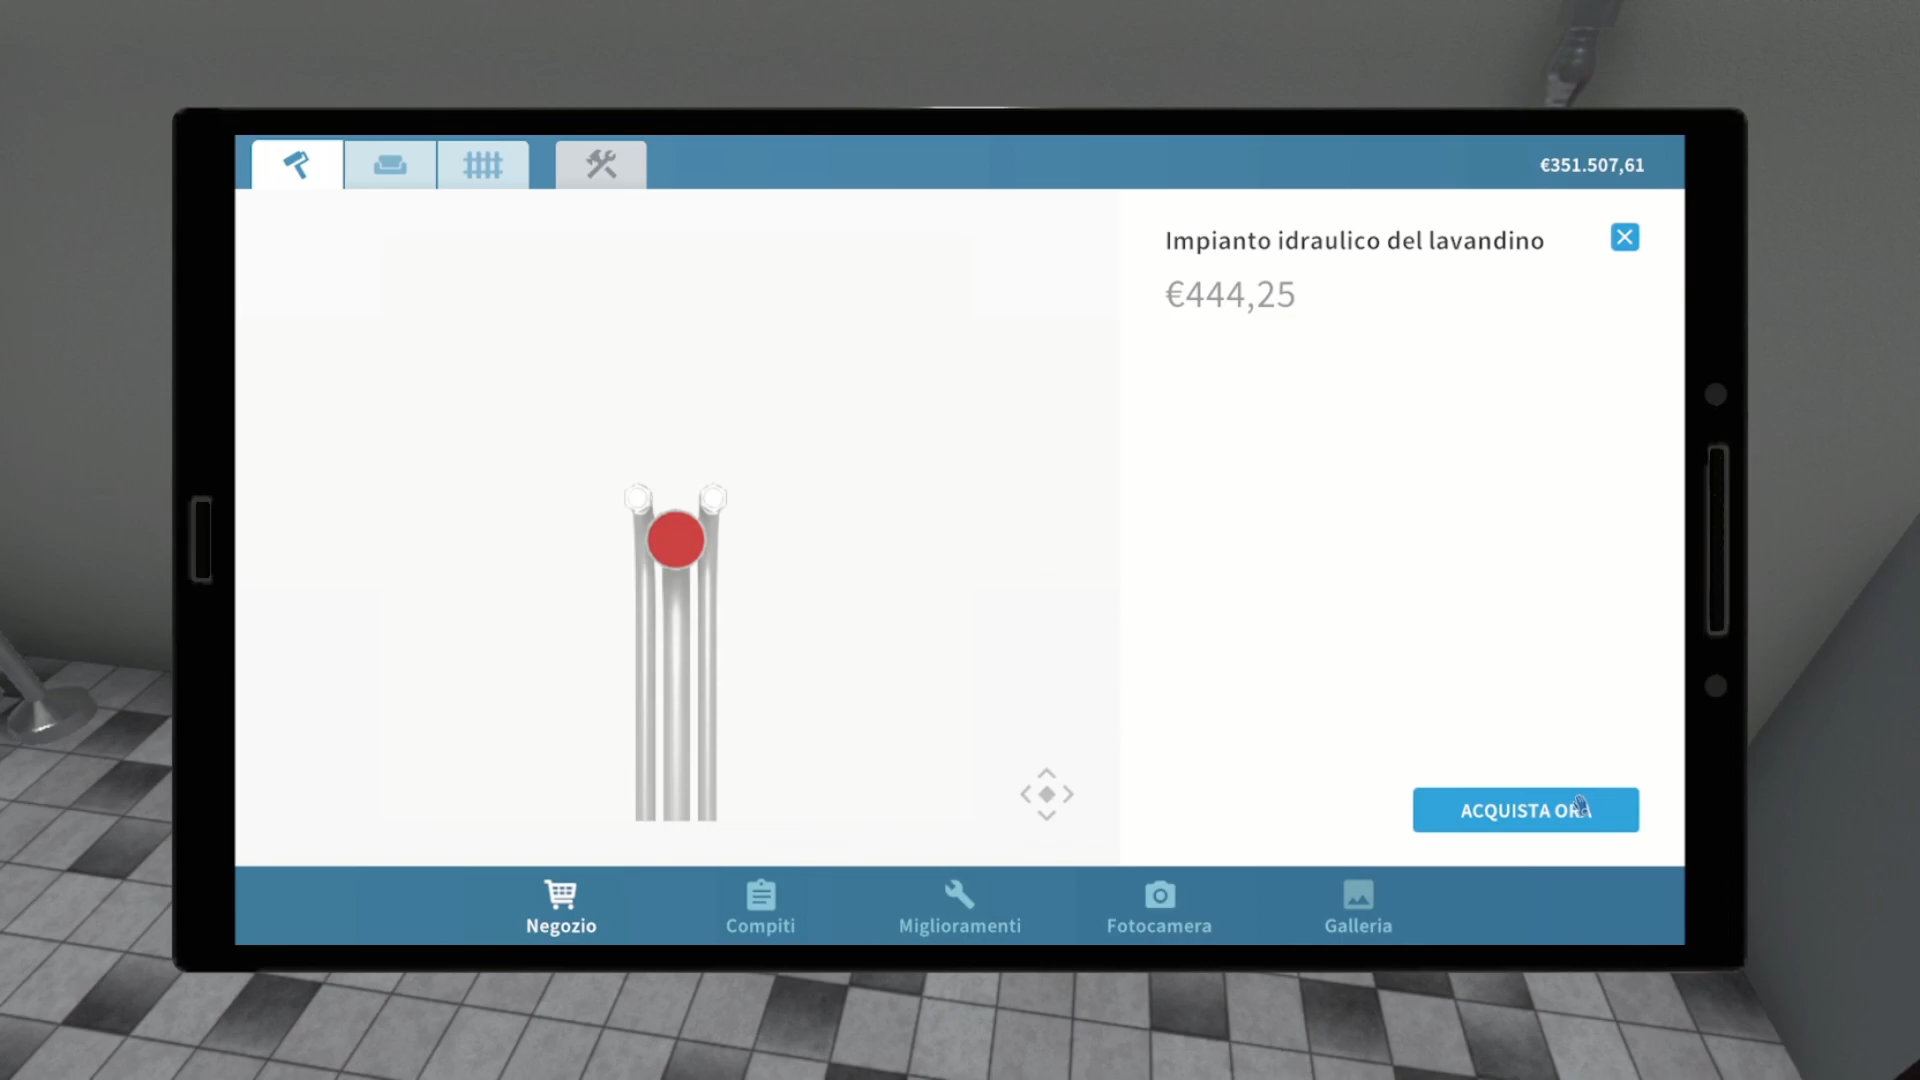 €351.507,61
Impianto idraulico del lavandino
€444,25
ACQUISTA ORA
Negozio
Compiti
Miglioramenti
Fotocamera
Galleria